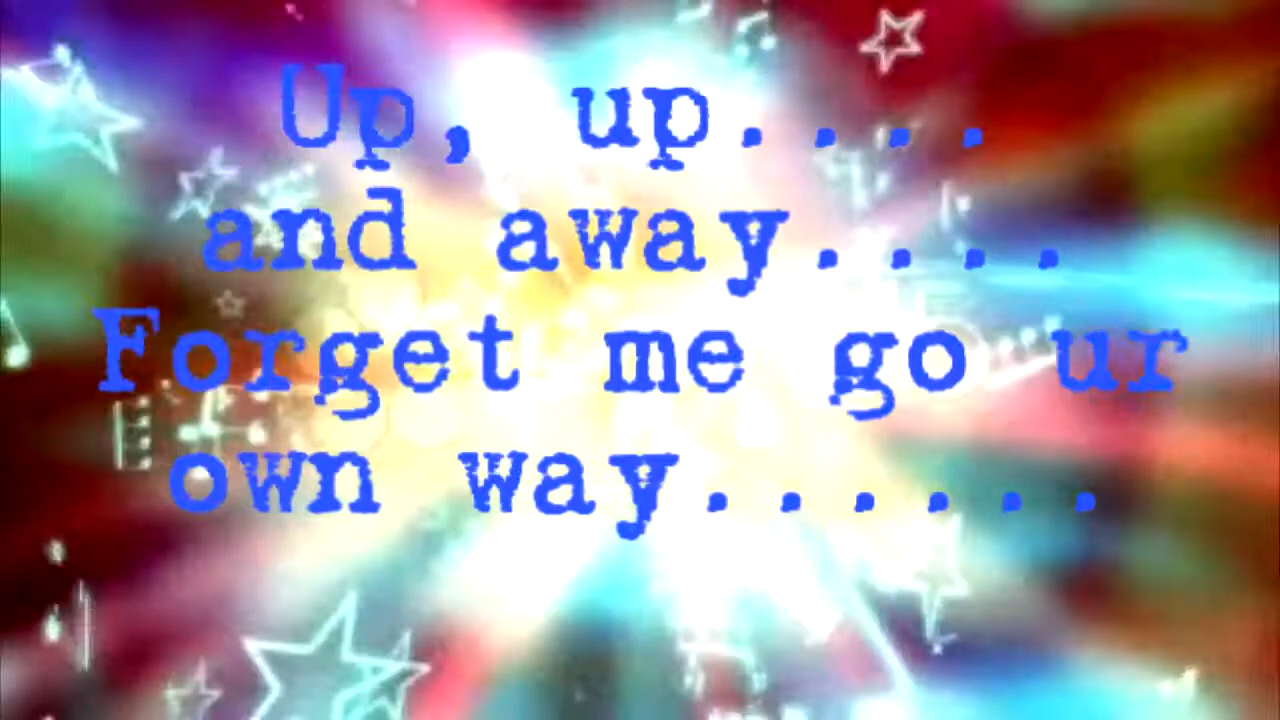 Up, up....
and away....
Forget me go ur
own way......